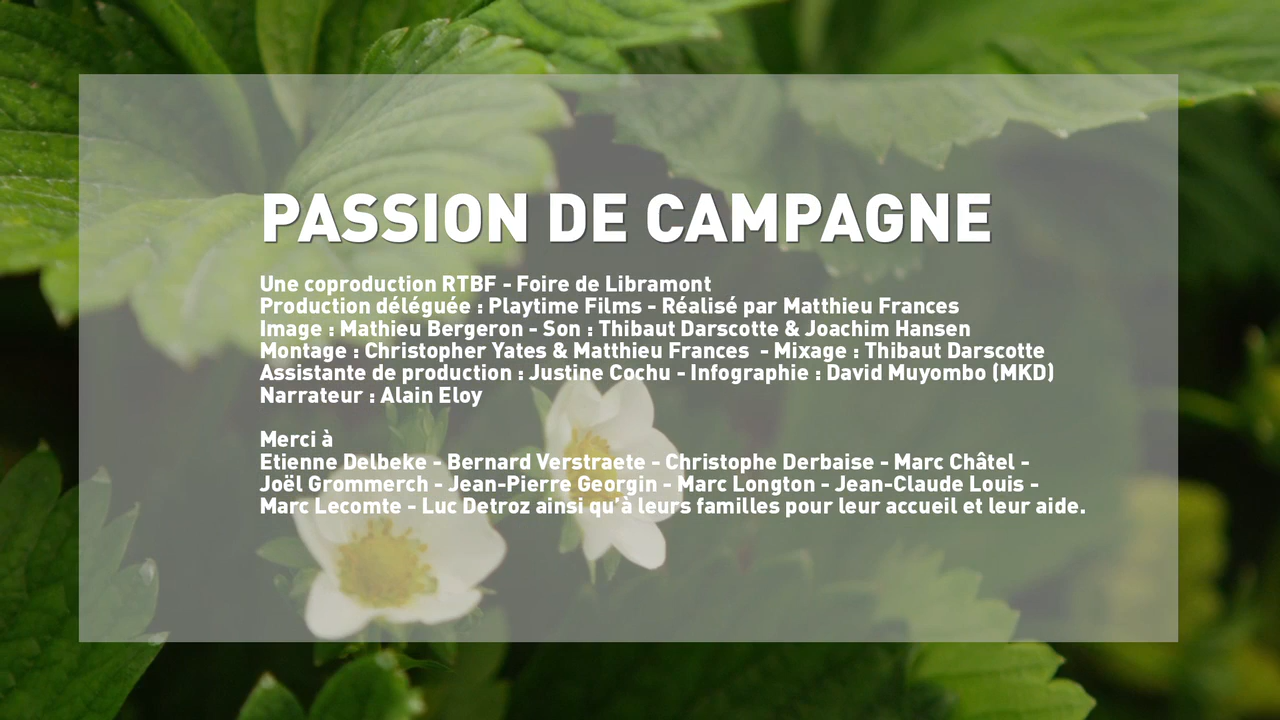 PASSION DE CAMPAGNE
Une coproduction RTBF - Foire de Libramont
Production déléguée : Playtime Films - Réalisé par Matthieu Frances
Image : Mathieu Bergeron - Son : Thibaut Darscotte & Joachim Hansen
Montage : Christopher Yates & Matthieu Frances - Mixage : Thibaut Darscotte
Assistante de production : Justine Cochu - Infographie : David Muyombo (MKD)
Narrateur : Alain Eloy
Merci à
Etienne Delbeke - Bernard Verstraete - Christophe Derbaise - Marc Châtel -
Joël Grommerch - Jean-Pierre Georgin - Marc Longton - Jean-Claude Louis -
Marc Lecomte - Luc Detroz ainsi qu'à leurs familles pour leur accueil et leur aide.